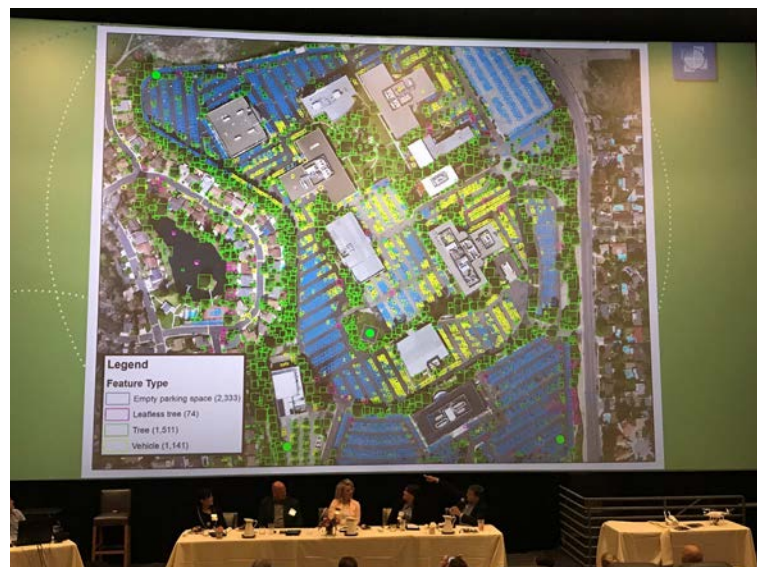 Legend
Feature Type
Empty parking space (2,333)
Leafless tree (74)
Tree (1,511)
Vehicle (1,141)